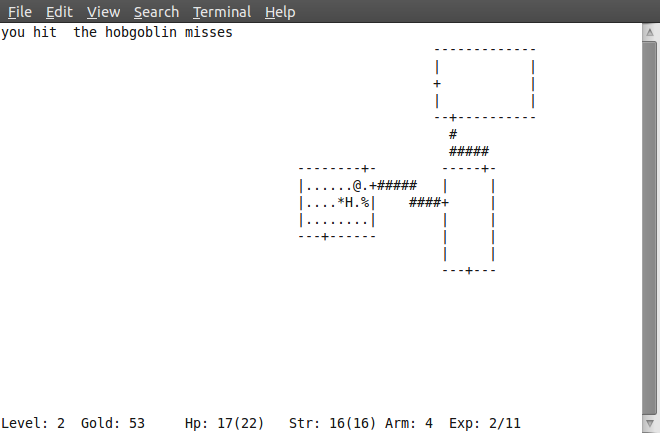 File Edit View Search Terminal Help
you hit  the hobgoblin misses
                                                      -------------
                                                      |           |
                                                      +           |
                                                      |           |
                                                      --+----------
                                                        #
                                                        #####
                                     --------+-        -----+-
                                     |......@.+#####   |     |
                                     |....*H.%|    ####+     |
                                     |........|        |     |
                                     ---+------        |     |
                                                       |     |
                                                       ---+---
Level: 2  Gold: 53     Hp: 17(22)   Str: 16(16) Arm: 4  Exp: 2/11